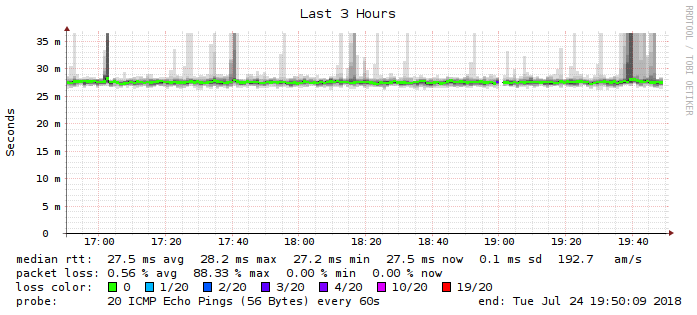 Last 3 Hours
RRDTOOL / TOBI OETIKER
Seconds
35 m
30 m
25 m
20 m
15 m
10 m
5 m
0
17:00 17:20 17:40 18:00 18:20 18:40 19:00 19:20 19:40
median rtt: 27.5 ms avg 28.2 ms max 27.2 ms min 27.5 ms now 0.1 ms sd 192.7 am/s
packet loss: 0.56 % avg 88.33 % max 0.00 % min 0.00 % now
loss color: 0 1/20 2/20 3/20 4/20 10/20 19/20
probe: 20 ICMP Echo Pings (56 Bytes) every 60s end: Tue Jul 24 19:50:09 2018